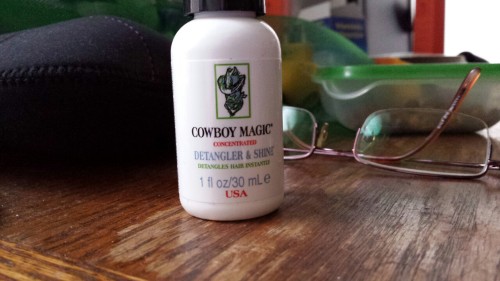 COWBOY MAGIC
CONCENTRATED
DETANGLER & SHINE
DETANGLES HAIR INSTANTLY
1 fl oz/30 mL e
USA